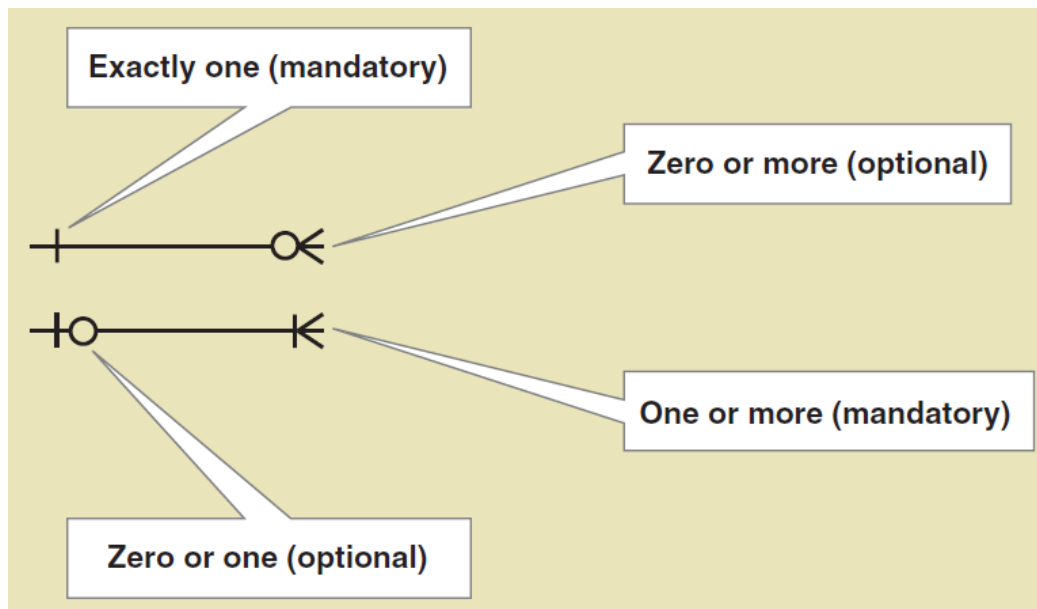 Exactly one (mandatory)
Zero or more (optional)
One or more (mandatory)
Zero or one (optional)